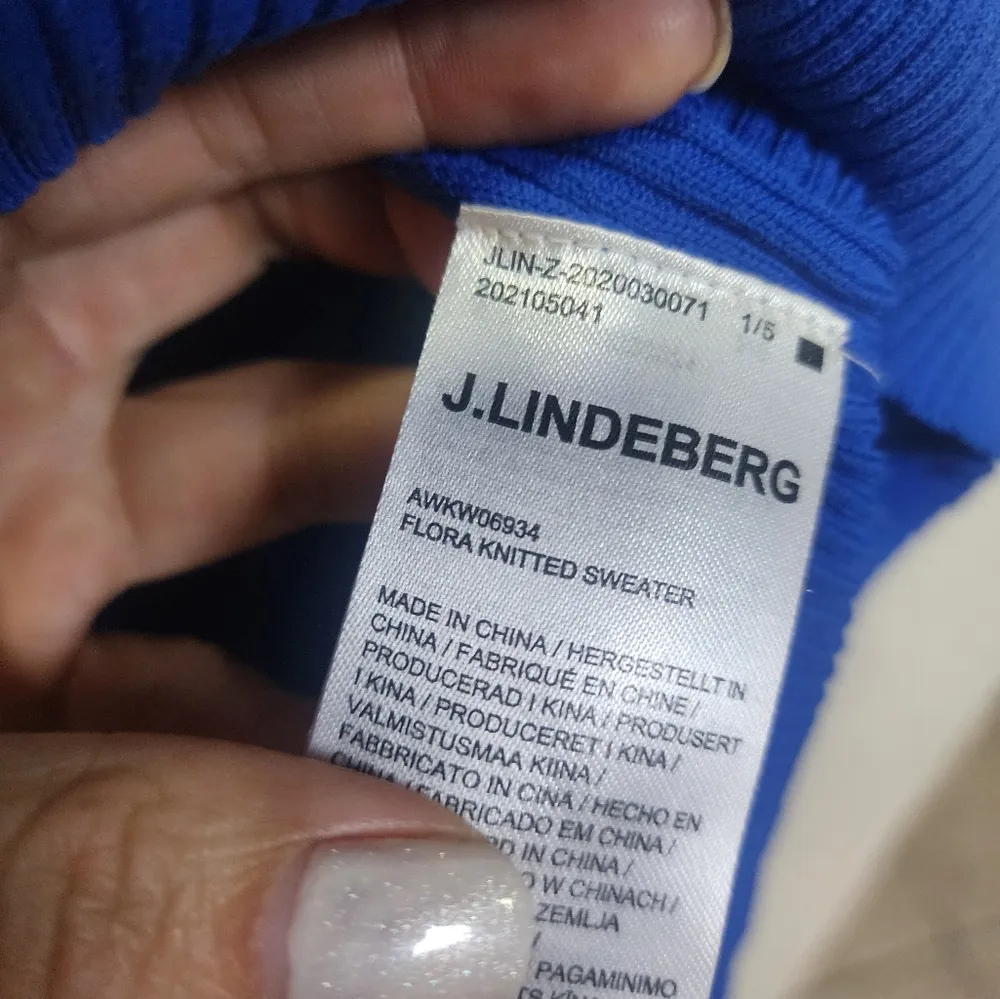 JLIN-Z-2020030071
202105041
1/5
J.LINDEBERG
AWKW06934
FLORA KNITTED SWEATER
MADE IN CHINA / HERGESTELLT IN
CHINA / FABRIQUÉ EN CHINE /
PRODUCERAD I KINA / PRODUSERT
I KINA / PRODUCERET I KINA /
VALMISTUSMAA KIINA /
FABBRICATO IN CINA / HECHO EN
CHINA / FABRICADO EM CHINA /
IN CHINA /
W CHINACH /
ZEMLJA
/
PAGAMINIMO